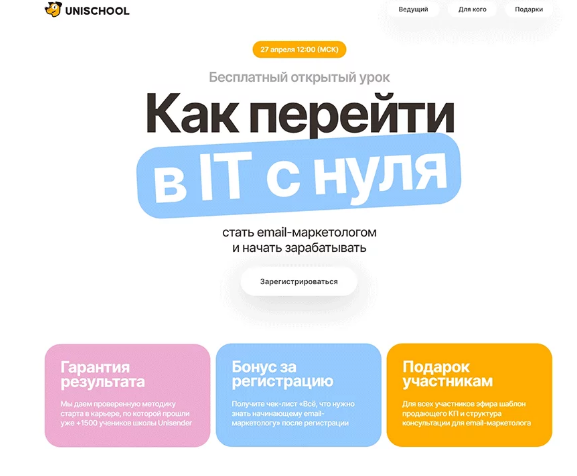 UNISCHOOL
Ведущий
Для кого
Подарки
27 апреля 12:00 (МСК)
Бесплатный открытый урок
Как перейти
в IT с нуля
стать email-маркетологом
и начать зарабатывать
Зарегистрироваться
Гарантия
результата
Мы даем проверенную методику
старта в карьере, по которой прошли
уже +1500 учеников школы Unisender
Бонус за
регистрацию
Получите чек-лист «Всё, что нужно
знать начинающему email-
маркетологу» после регистрации
Подарок
участникам
Для всех участников эфира шаблон
продающего КП и структура
консультации для email-маркетолога